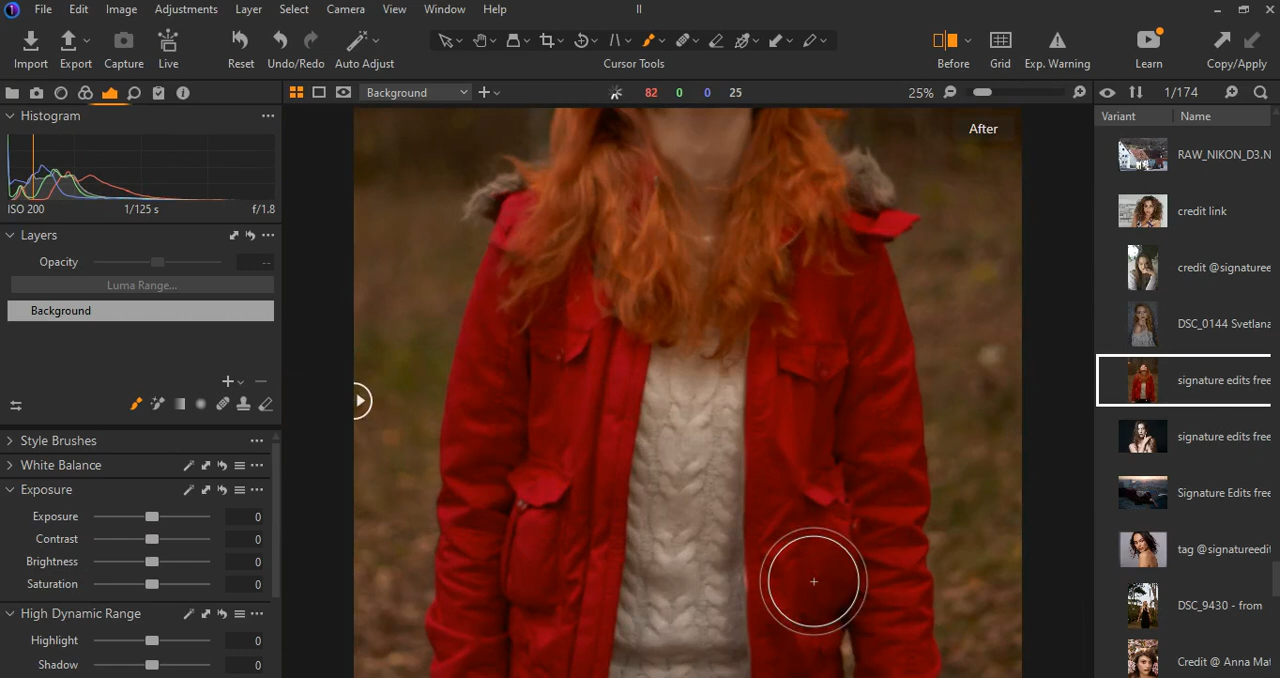 File Edit Image Adjustments Layer Select Camera View Window Help
Import Export Capture Live Reset Undo/Redo Auto Adjust Cursor Tools Before Grid Exp. Warning Learn Copy/Apply
Background 82 0 0 25 25% 1/174
Histogram
ISO 200 1/125 s f/1.8
Layers
Opacity --
Luma Range...
Background
Style Brushes
White Balance
Exposure
Exposure 0
Contrast 0
Brightness 0
Saturation 0
High Dynamic Range
Highlight 0
Shadow 0
After
Variant Name
RAW_NIKON_D3.N
credit link
credit @signaturee
DSC_0144 Svetlana
signature edits free
signature edits free
Signature Edits free
tag @signatureedit
DSC_9430 - from
Credit @ Anna Mat